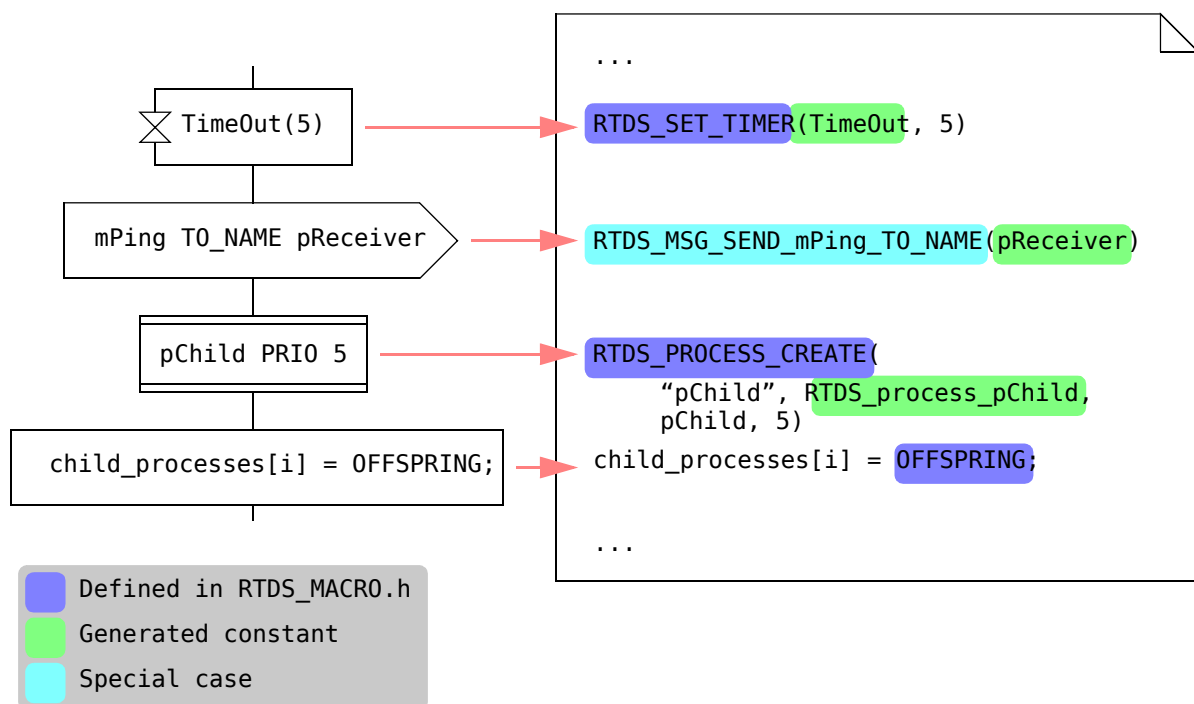 ...
TimeOut(5)
RTDS_SET_TIMER(TimeOut, 5)
mPing TO_NAME pReceiver
RTDS_MSG_SEND_mPing_TO_NAME(pReceiver)
pChild PRIO 5
RTDS_PROCESS_CREATE(
“pChild”, RTDS_process_pChild,
pChild, 5)
child_processes[i] = OFFSPRING;
child_processes[i] = OFFSPRING;
...
Defined in RTDS_MACRO.h
Generated constant
Special case